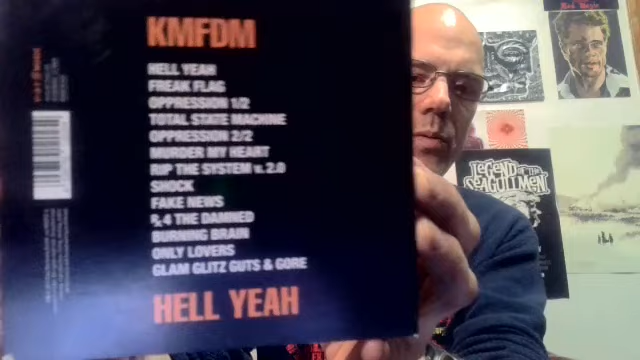 KMFDM
HELL YEAH
FREAK FLAG
OPPRESSION 1/2
TOTAL STATE MACHINE
OPPRESSION 2/2
MURDER MY HEART
RIP THE SYSTEM v. 2.0
SHOCK
FAKE NEWS
℞ 4 THE DAMNED
BURNING BRAIN
ONLY LOVERS
GLAM GLITZ GUTS & GORE
HELL YEAH
LEGEND OF THE
SEAGULLMEN